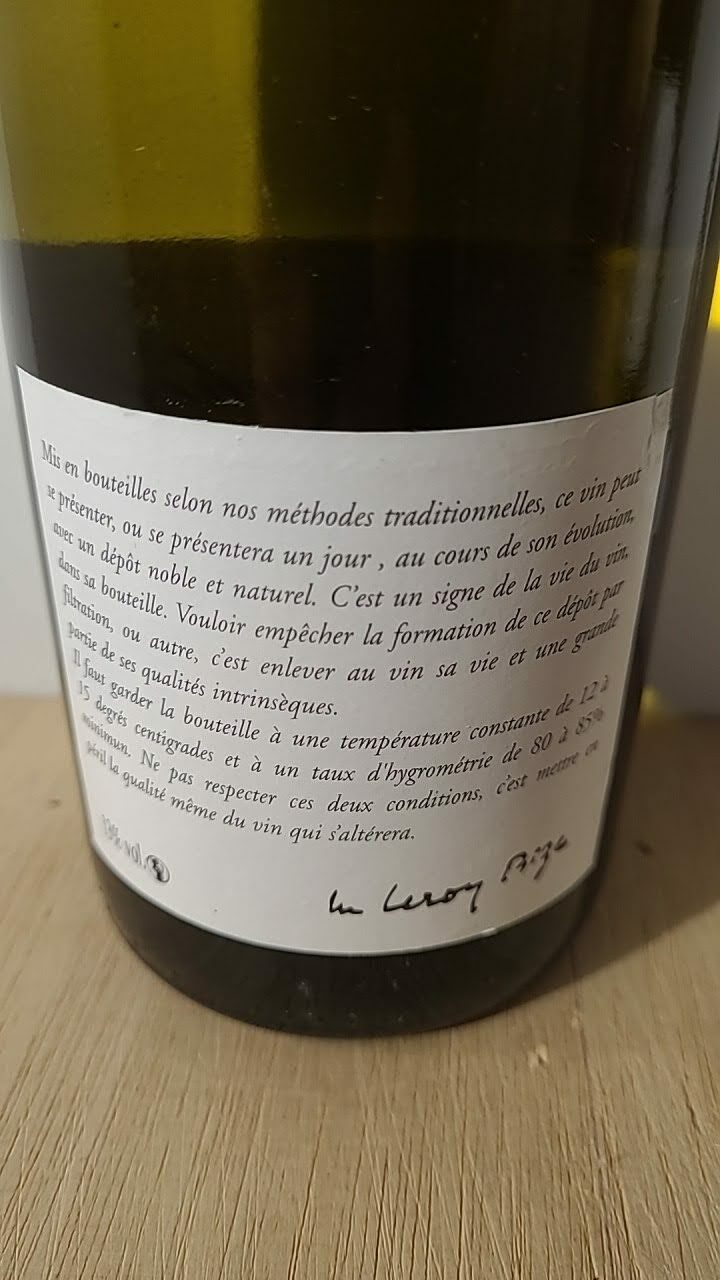 Mis en bouteilles selon nos méthodes traditionnelles, ce vin peut
se présenter, ou se présentera un jour , au cours de son évolution,
avec un dépôt noble et naturel. C'est un signe de la vie du vin,
dans sa bouteille. Vouloir empêcher la formation de ce dépôt par
filtration, ou autre, c'est enlever au vin sa vie et une grande
partie de ses qualités intrinsèques.
Il faut garder la bouteille à une température constante de 12 à
15 degrés centigrades et à un taux d'hygrométrie de 80 à 85%
minimun. Ne pas respecter ces deux conditions, c'est mettre en
péril la qualité même du vin qui s'altérera.
vol.
Leroy Bize